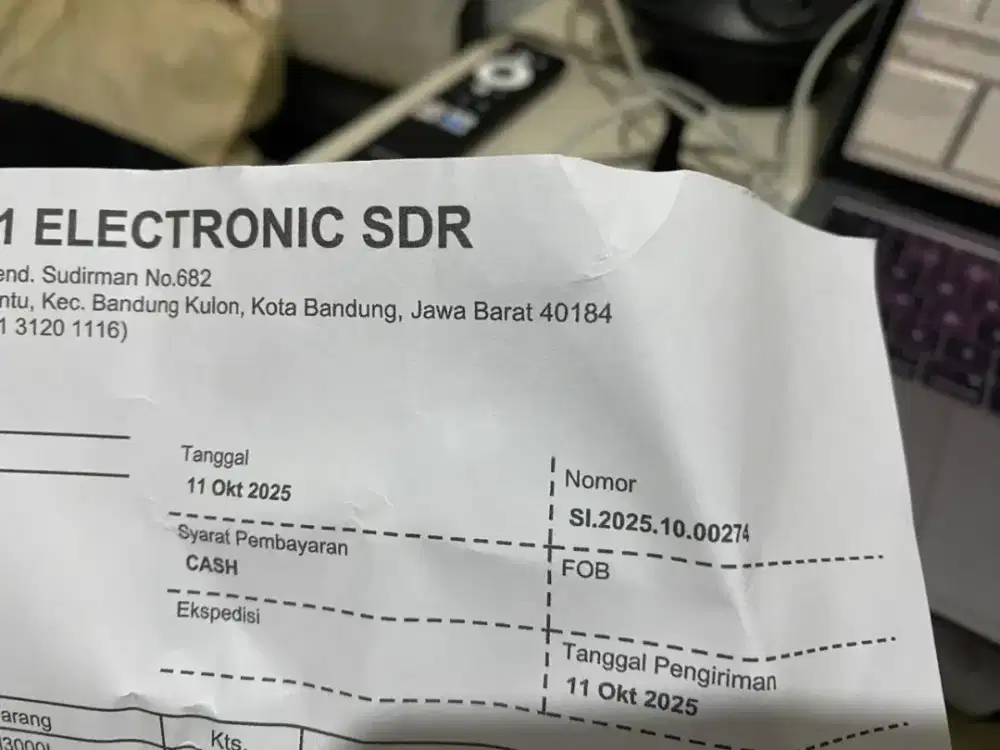 1 ELECTRONIC SDR
end. Sudirman No.682
ntu, Kec. Bandung Kulon, Kota Bandung, Jawa Barat 40184
1 3120 1116)
Tanggal
11 Okt 2025
Nomor
SI.2025.10.00274
Syarat Pembayaran
CASH
FOB
Ekspedisi
Tanggal Pengiriman
11 Okt 2025
arang
Kts.